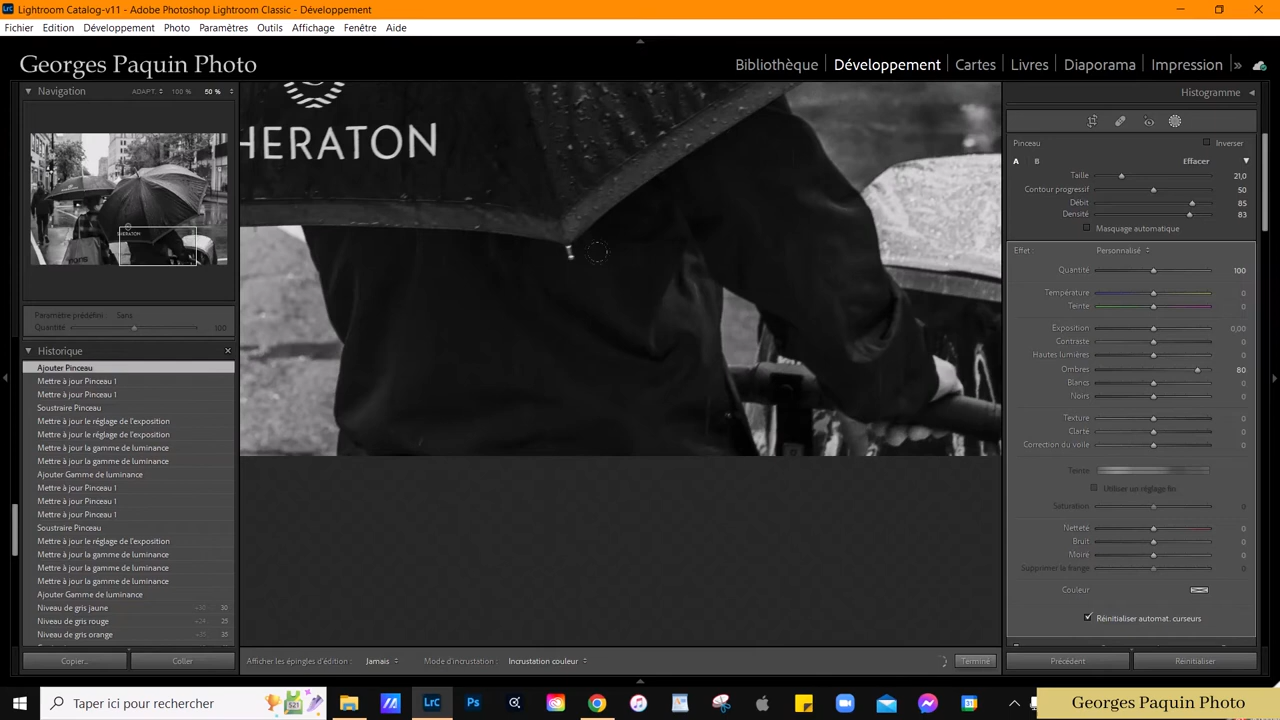 Lightroom Catalog-v11 - Adobe Photoshop Lightroom Classic - Développement
Fichier Edition Développement Photo Paramètres Outils Affichage Fenêtre Aide
Georges Paquin Photo
Bibliothèque Développement Cartes Livres Diaporama Impression »
Navigation ADAPT. 100 % 50 %
Paramètre prédéfini : Sans
Quantité 100
Historique
Ajouter Pinceau
Mettre à jour Pinceau 1
Mettre à jour Pinceau 1
Soustraire Pinceau
Mettre à jour le réglage de l'exposition
Mettre à jour le réglage de l'exposition
Mettre à jour la gamme de luminance
Mettre à jour la gamme de luminance
Ajouter Gamme de luminance
Mettre à jour Pinceau 1
Mettre à jour Pinceau 1
Mettre à jour Pinceau 1
Soustraire Pinceau
Mettre à jour le réglage de l'exposition
Mettre à jour la gamme de luminance
Mettre à jour la gamme de luminance
Mettre à jour la gamme de luminance
Ajouter Gamme de luminance
Niveau de gris jaune 30
Niveau de gris rouge 25
Niveau de gris orange 35
Copier... Coller
SHERATON
Afficher les épingles d'édition : Jamais Mode d'incrustation : Incrustation couleur Terminé
Histogramme
Pinceau Inverser
A B Effacer
Taille 21,0
Contour progressif 50
Débit 85
Densité 83
Masquage automatique
Effet : Personnalisé
Quantité 100
Température 0
Teinte 0
Exposition 0,00
Contraste 0
Hautes lumières 0
Ombres 80
Blancs 0
Noirs 0
Texture 0
Clarté 0
Correction du voile 0
Teinte
Utiliser un réglage fin
Saturation 0
Netteté 0
Bruit 0
Moiré 0
Supprimer la frange 0
Couleur
Réinitialiser automat. curseurs
Précédent Réinitialiser
LrC
Taper ici pour rechercher
LrC Ps
Georges Paquin Photo